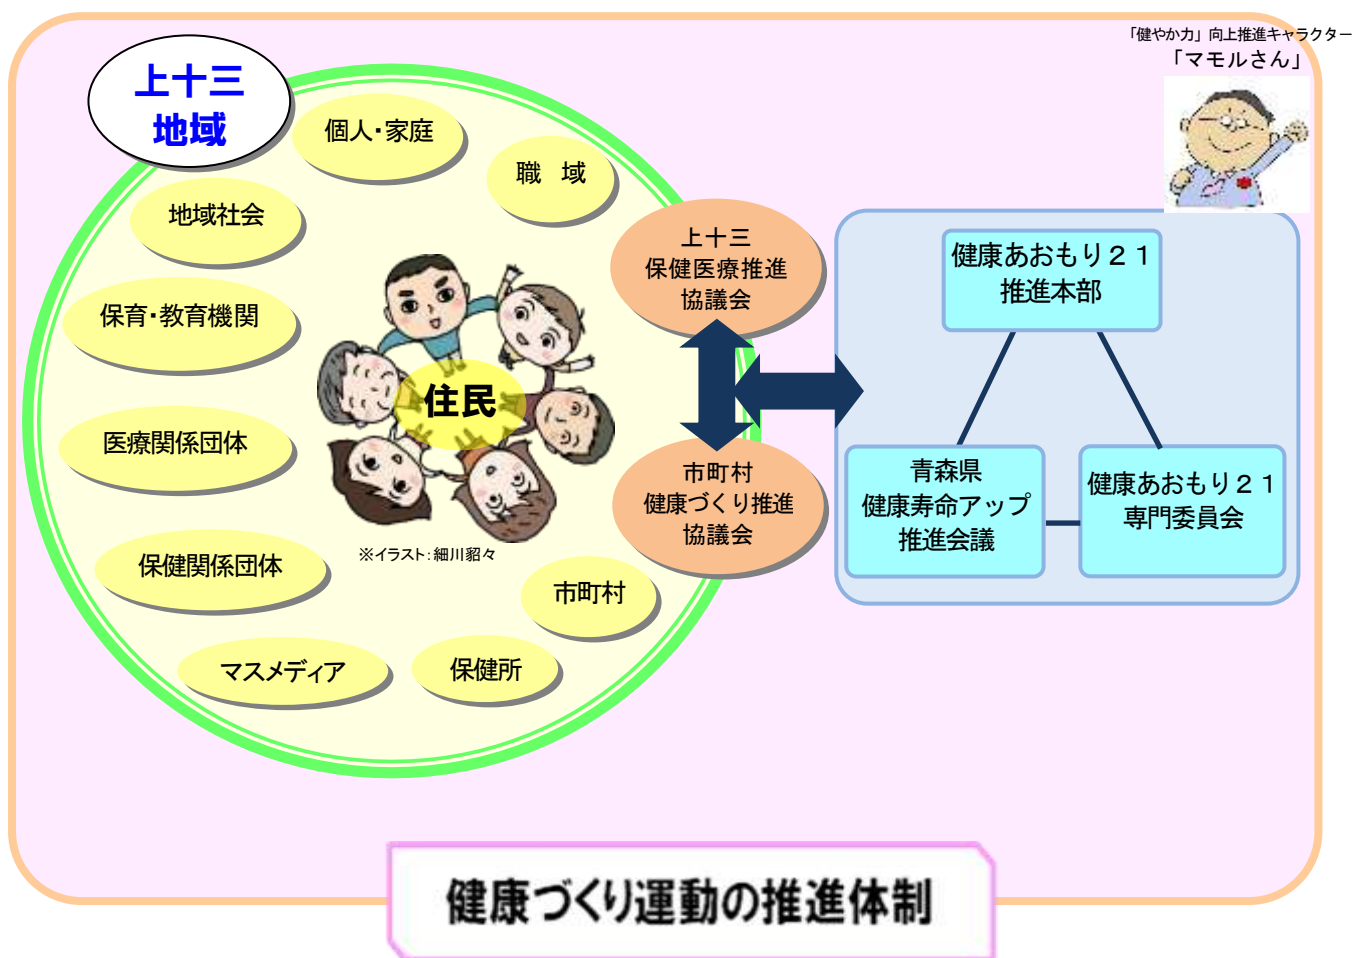 「健やか力」向上推進キャラクター
「マモルさん」
上十三
地域
個人・家庭
職　域
地域社会
保育・教育機関
医療関係団体
保健関係団体
マスメディア
保健所
市町村
住民
※イラスト：細川貂々
上十三
保健医療推進
協議会
市町村
健康づくり推進
協議会
健康あおもり２１
推進本部
青森県
健康寿命アップ
推進会議
健康あおもり２１
専門委員会
健康づくり運動の推進体制